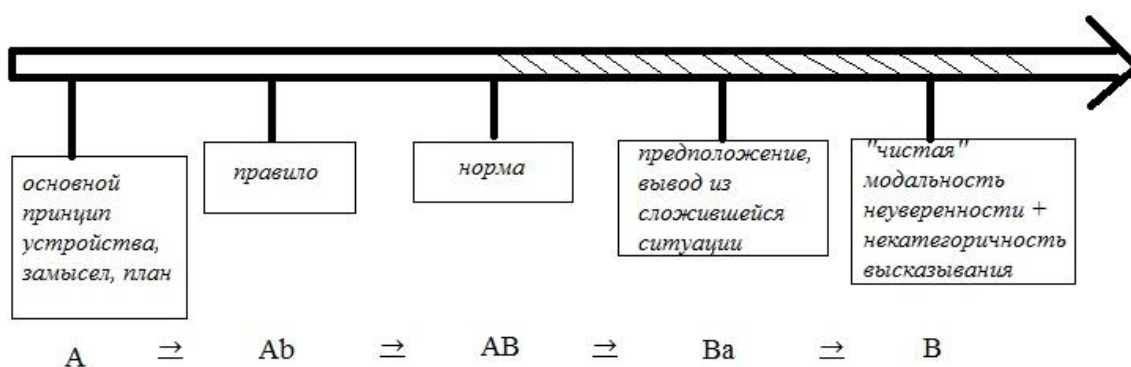 основной
принцип
устройства,
замысел, план
правило
норма
предположение,
вывод из
сложившейся
ситуации
"чистая"
модальность
неуверенности +
некатегоричность
высказывания
A → Ab → AB → Ba → B